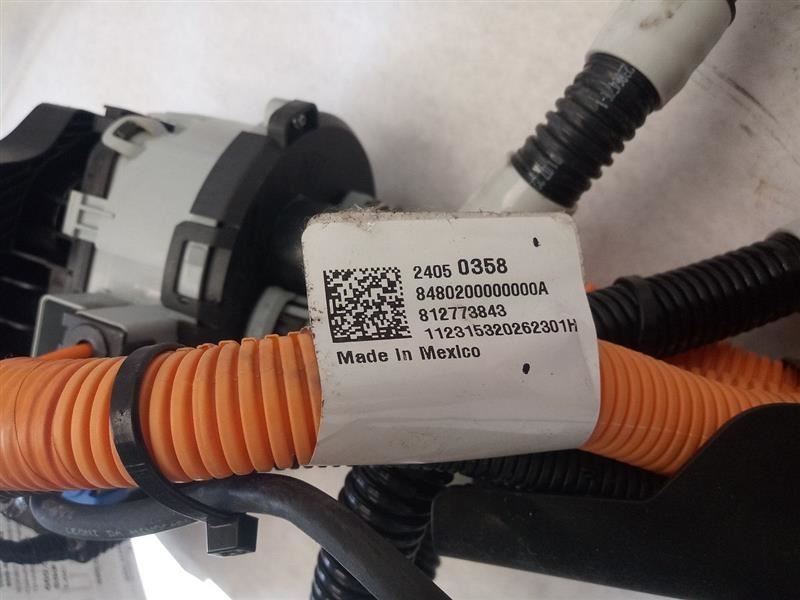 2405 0358
8480200000000A
812773843
112315320262301H
Made In Mexico